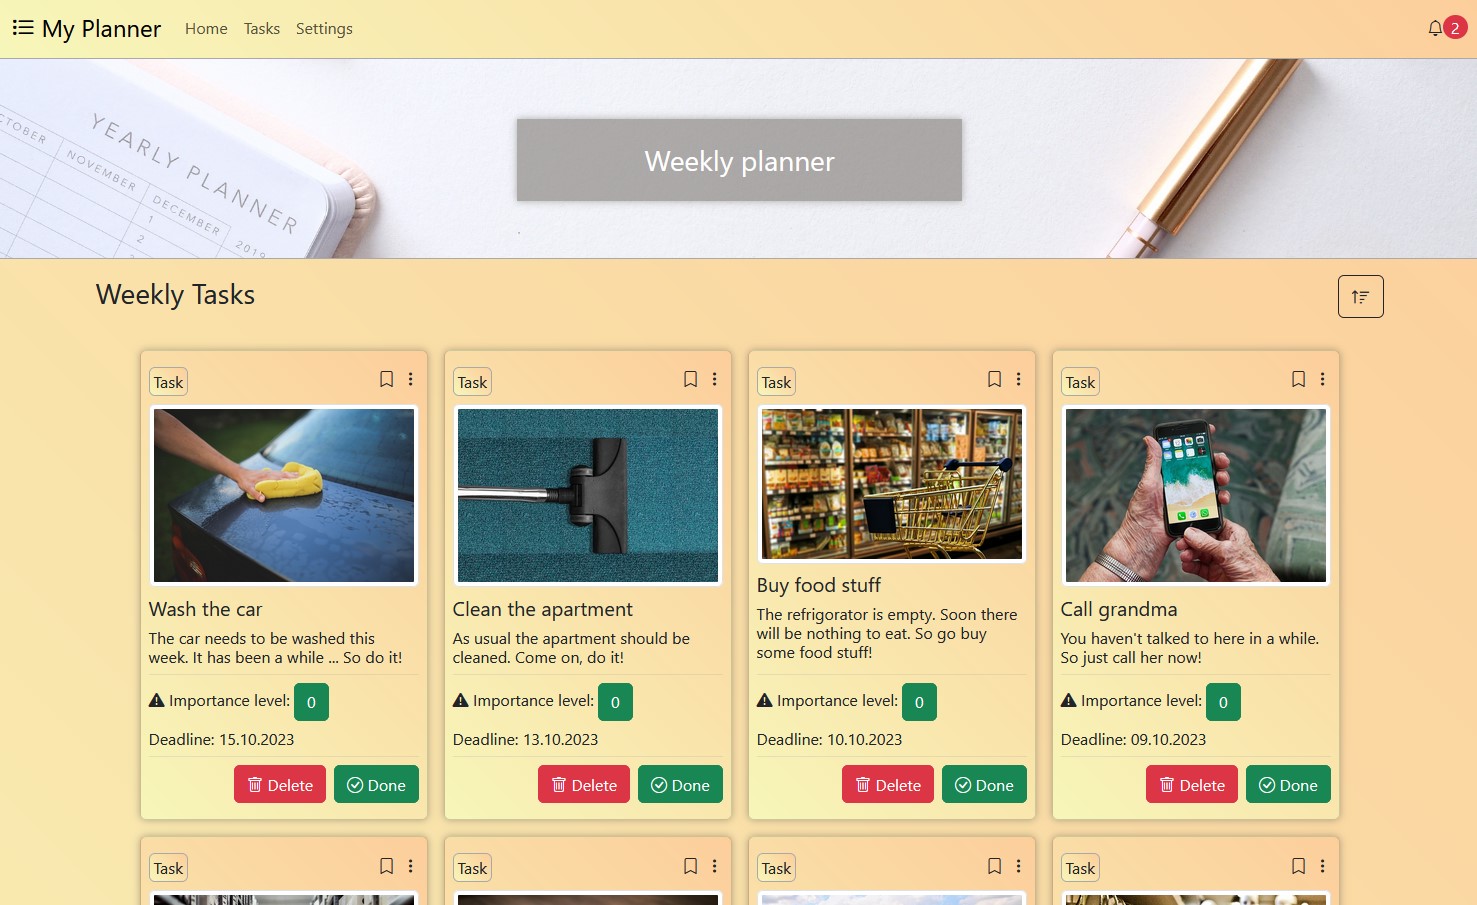 My Planner
Home
Tasks
Settings
2
OCTOBER
NOVEMBER
DECEMBER
YEARLY PLANNER
1
2
2019
Weekly planner
Weekly Tasks
Task
Wash the car
The car needs to be washed this
week. It has been a while ... So do it!
Importance level: 0
Deadline: 15.10.2023
Delete
Done
Task
Clean the apartment
As usual the apartment should be
cleaned. Come on, do it!
Importance level: 0
Deadline: 13.10.2023
Delete
Done
Task
Buy food stuff
The refrigorator is empty. Soon there
will be nothing to eat. So go buy
some food stuff!
Importance level: 0
Deadline: 10.10.2023
Delete
Done
Task
Call grandma
You haven't talked to here in a while.
So just call her now!
Importance level: 0
Deadline: 09.10.2023
Delete
Done
Task
Task
Task
Task